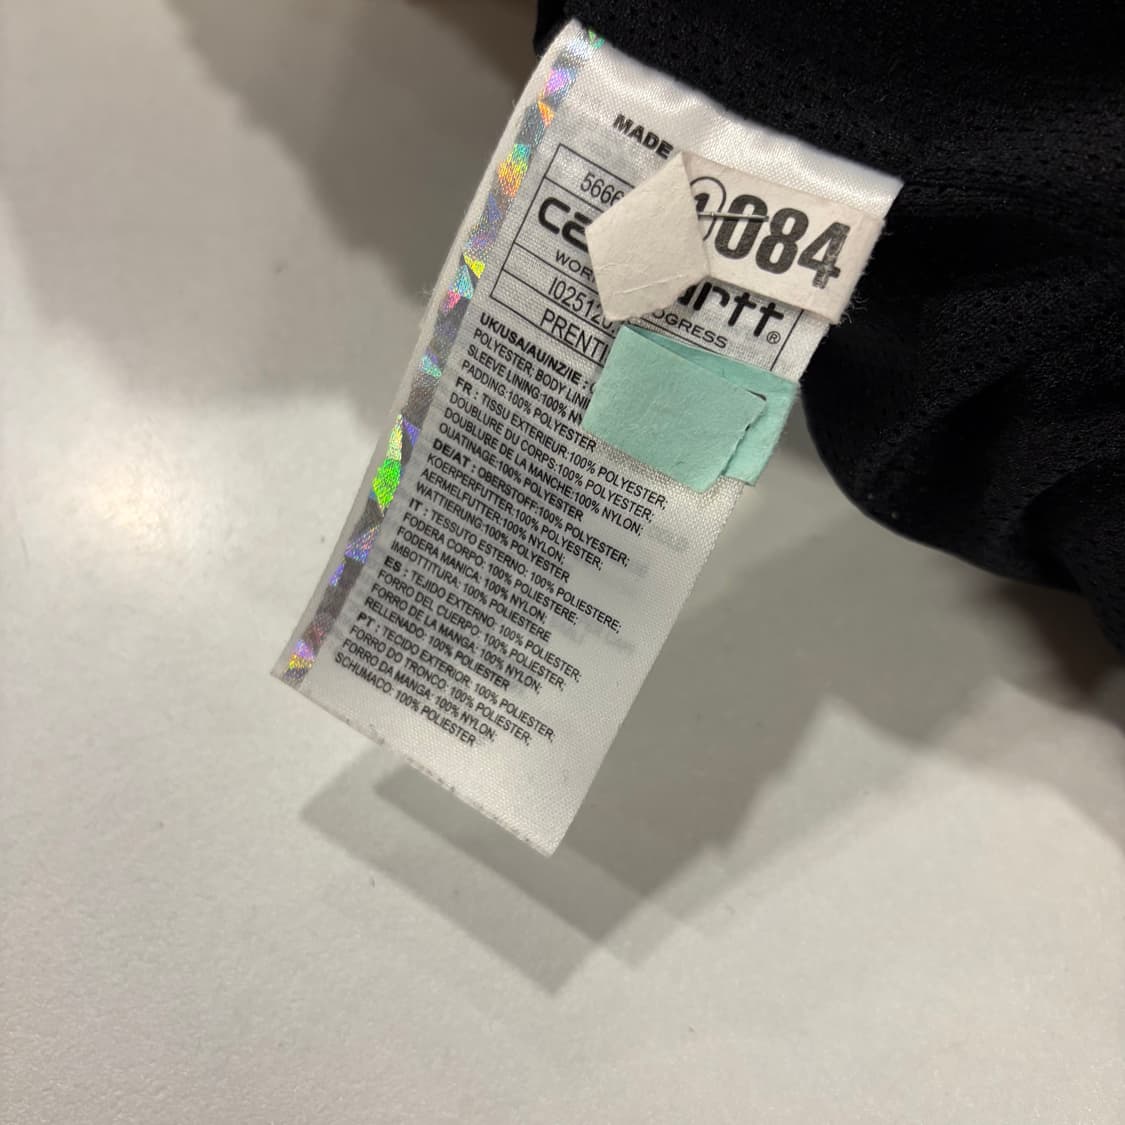 MADE
5666
①084
ca artt®
WOR OGRESS
I025120
PRENTI
UK/USA/AU/NZ/IE :
POLYESTER; BODY LINI
SLEEVE LINING:100% NY
PADDING:100% POLYESTER
FR : TISSU EXTERIEUR:100% POLYESTER;
DOUBLURE DU CORPS:100% POLYESTER;
DOUBLURE DE LA MANCHE:100% NYLON;
OUATINAGE:100% POLYESTER
DE/AT : OBERSTOFF:100% POLYESTER;
KOERPERFUTTER:100% POLYESTER;
AERMELFUTTER:100% NYLON;
WATTIERUNG:100% POLYESTER
IT : TESSUTO ESTERNO: 100% POLIESTERE;
FODERA CORPO: 100% POLIESTERE;
FODERA MANICA: 100% NYLON;
IMBOTTITURA: 100% POLIESTERE
ES : TEJIDO EXTERNO: 100% POLIESTER,
FORRO DEL CUERPO: 100% POLIESTER,
FORRO DE LA MANGA: 100% NYLON;
RELLENADO: 100% POLIESTER
PT : TECIDO EXTERIOR: 100% POLIESTER,
FORRO DO TRONCO: 100% POLIESTER,
FORRO DA MANGA: 100% NYLON,
SCHUMACO: 100% POLIESTER